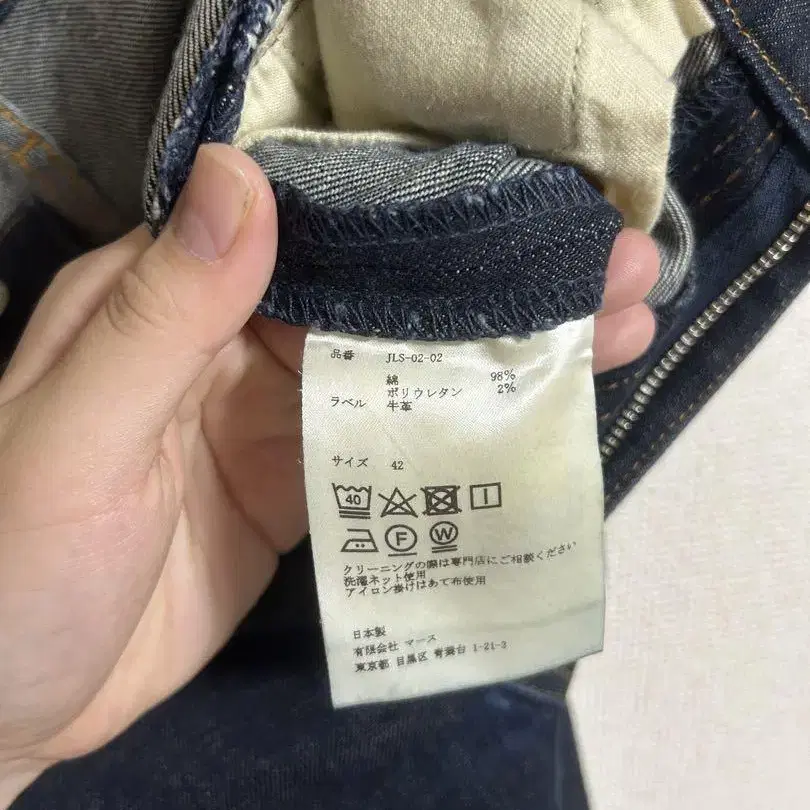 品番 JLS-02-02
綿 98%
ポリウレタン 2%
ラベル 牛革
サイズ 42
40
F W
クリーニングの際は専門店にご相談ください
洗濯ネット使用
アイロン掛けはあて布使用
日本製
有限会社 マース
東京都 目黒区 青葉台 1-21-3